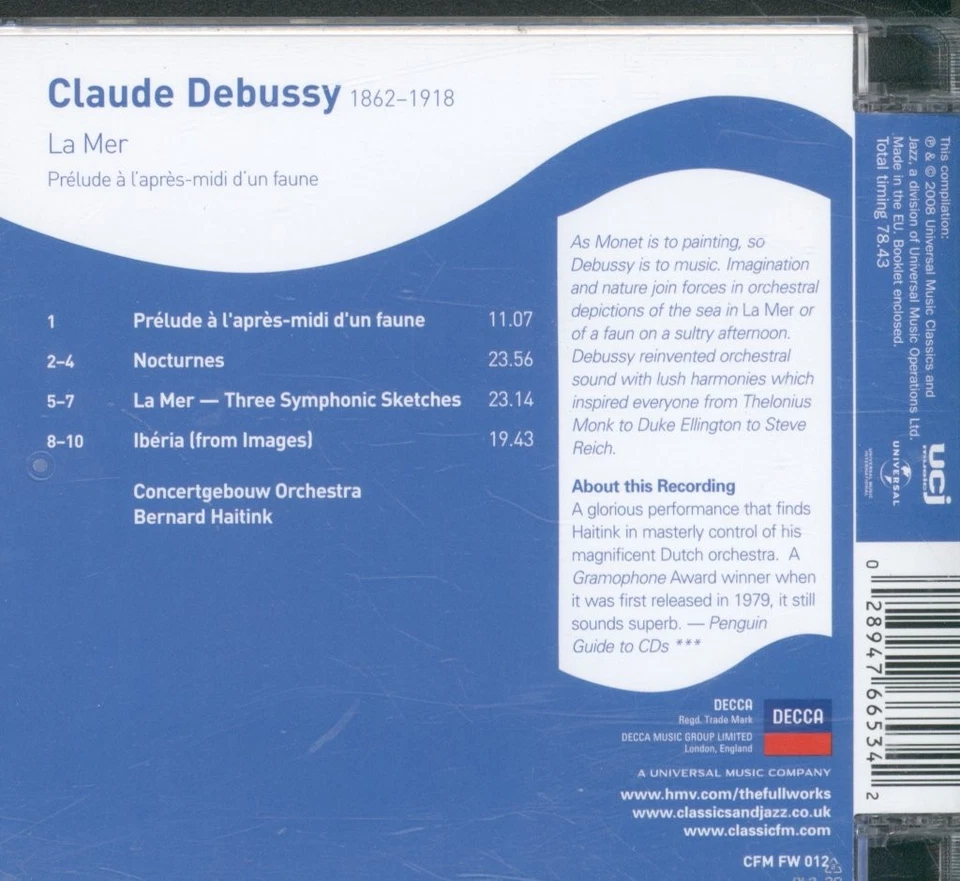 Claude Debussy 1862–1918
La Mer
Prélude à l'après-midi d'un faune
1 Prélude à l'après-midi d'un faune 11.07
2–4 Nocturnes 23.56
5–7 La Mer — Three Symphonic Sketches 23.14
8–10 Ibéria (from Images) 19.43
Concertgebouw Orchestra
Bernard Haitink
As Monet is to painting, so
Debussy is to music. Imagination
and nature join forces in orchestral
depictions of the sea in La Mer or
of a faun on a sultry afternoon.
Debussy reinvented orchestral
sound with lush harmonies which
inspired everyone from Thelonius
Monk to Duke Ellington to Steve
Reich.
About this Recording
A glorious performance that finds
Haitink in masterly control of his
magnificent Dutch orchestra. A
Gramophone Award winner when
it was first released in 1979, it still
sounds superb. — Penguin
Guide to CDs ***
DECCA
Regd. Trade Mark
DECCA MUSIC GROUP LIMITED
London, England
DECCA
A UNIVERSAL MUSIC COMPANY
www.hmv.com/thefullworks
www.classicsandjazz.co.uk
www.classicfm.com
CFM FW 012
This compilation:
℗ & © 2008 Universal Music Classics and
Jazz, a division of Universal Music Operations Ltd.
Made in the EU. Booklet enclosed.
Total timing 78.43
ucj
music
UNIVERSAL
UNIVERSAL MUSIC
INTERNATIONAL
0 28947 66534 2